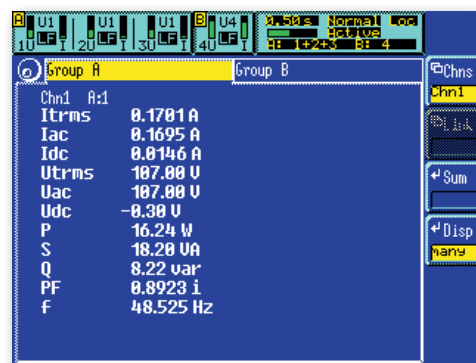 A U1 U1 U1 B U4 0.50s Normal Loc
LF LF LF LF Active
1U I 2U I 3U I 4U I A: 1+2+3 B: 4
Group A Group B
Chns
Chn1
Link
Sum
Disp
many
Chn1 A:1
Itrms 0.1701 A
Iac 0.1695 A
Idc 0.0146 A
Utrms 107.00 V
Uac 107.00 V
Udc -0.30 V
P 16.24 W
S 18.20 VA
Q 8.22 var
PF 0.8923 i
f 48.525 Hz